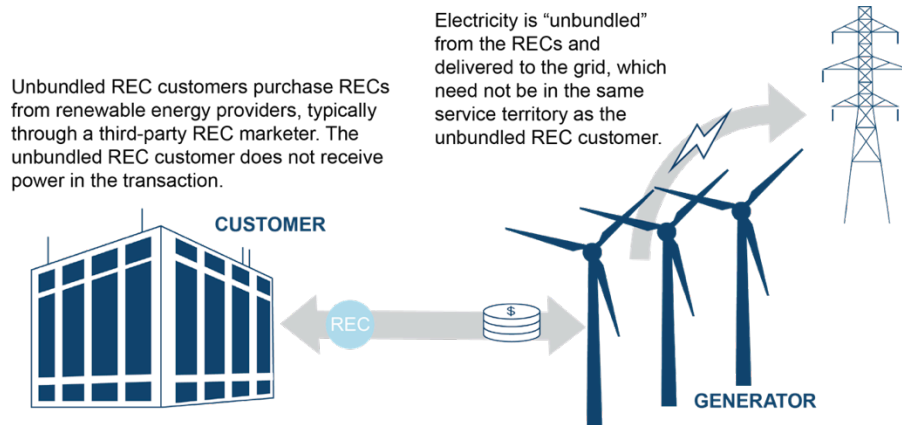 Unbundled REC customers purchase RECs
from renewable energy providers, typically
through a third-party REC marketer. The
unbundled REC customer does not receive
power in the transaction.
Electricity is “unbundled”
from the RECs and
delivered to the grid, which
need not be in the same
service territory as the
unbundled REC customer.
CUSTOMER
REC
$
GENERATOR